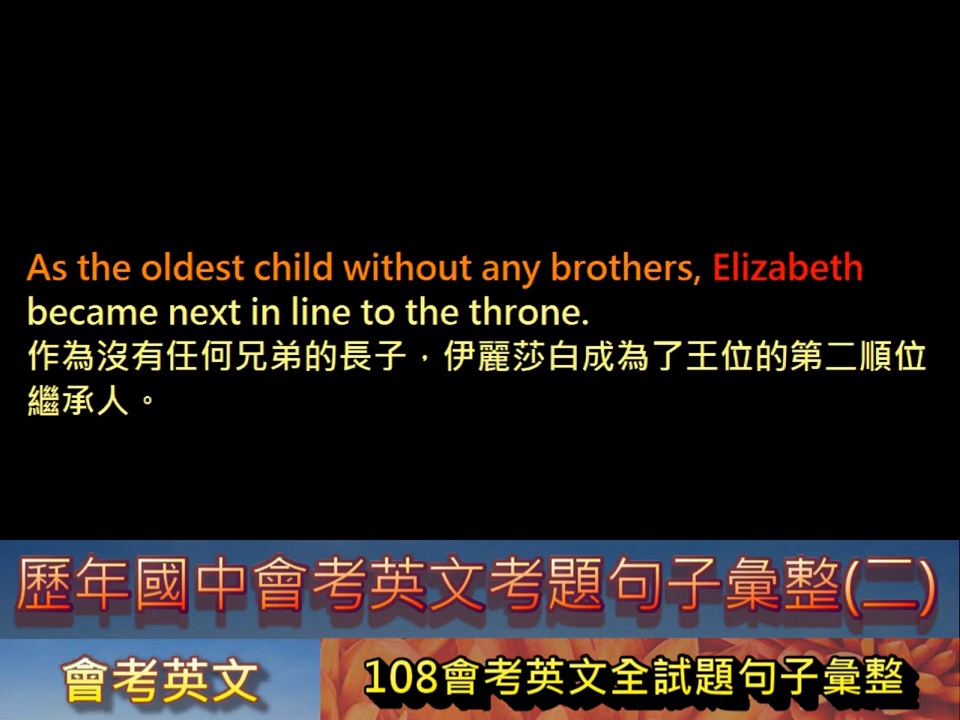 As the oldest child without any brothers, Elizabeth
became next in line to the throne.
作為沒有任何兄弟的長子，伊麗莎白成為了王位的第二順位
繼承人。
歷年國中會考英文考題句子彙整(二)
會考英文
108會考英文全試題句子彙整